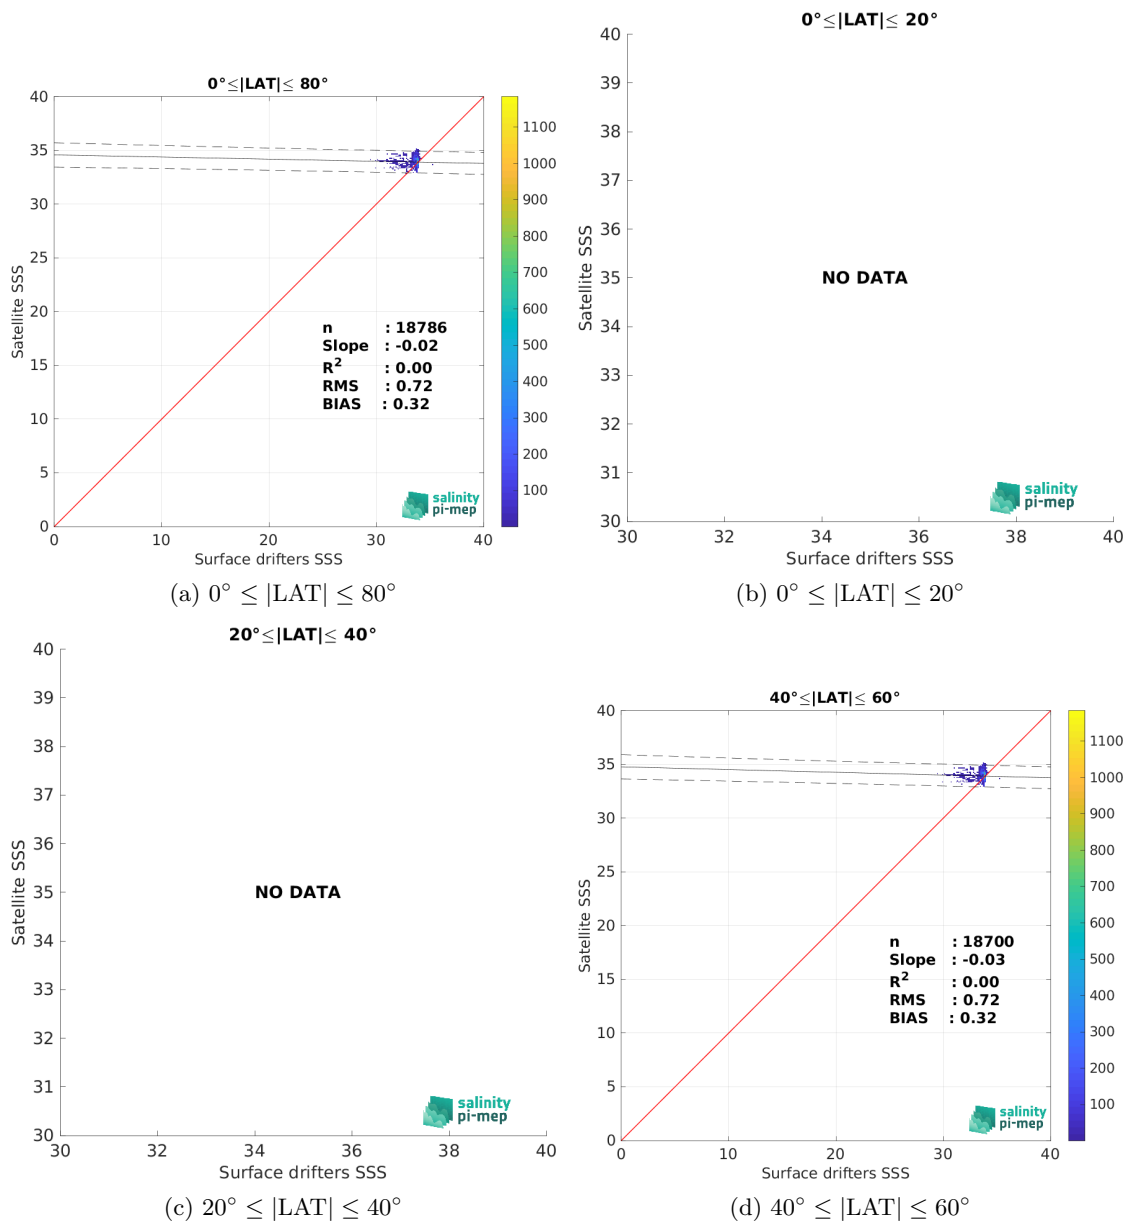 0°≤|LAT|≤ 80°
40
35
30
25
20
15
10
5
0
Satellite SSS
0 10 20 30 40
Surface drifters SSS
n : 18786
Slope : -0.02
R² : 0.00
RMS : 0.72
BIAS : 0.32
salinity
pi-mep
1100
1000
900
800
700
600
500
400
300
200
100
(a) 0° ≤ |LAT| ≤ 80°
0°≤|LAT|≤ 20°
40
39
38
37
36
35
34
33
32
31
30
Satellite SSS
NO DATA
salinity
pi-mep
30 32 34 36 38 40
Surface drifters SSS
(b) 0° ≤ |LAT| ≤ 20°
20°≤|LAT|≤ 40°
40
39
38
37
36
35
34
33
32
31
30
Satellite SSS
NO DATA
salinity
pi-mep
30 32 34 36 38 40
Surface drifters SSS
(c) 20° ≤ |LAT| ≤ 40°
40°≤|LAT|≤ 60°
40
35
30
25
20
15
10
5
0
Satellite SSS
n : 18700
Slope : -0.03
R² : 0.00
RMS : 0.72
BIAS : 0.32
salinity
pi-mep
0 10 20 30 40
Surface drifters SSS
1100
1000
900
800
700
600
500
400
300
200
100
(d) 40° ≤ |LAT| ≤ 60°